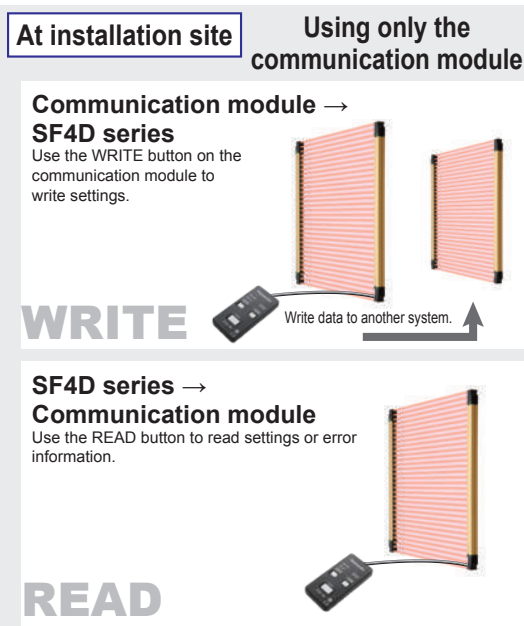 At installation site
Using only the
communication module
Communication module →
SF4D series
Use the WRITE button on the
communication module to
write settings.
Write data to another system.
WRITE
SF4D series →
Communication module
Use the READ button to read settings or error
information.
READ